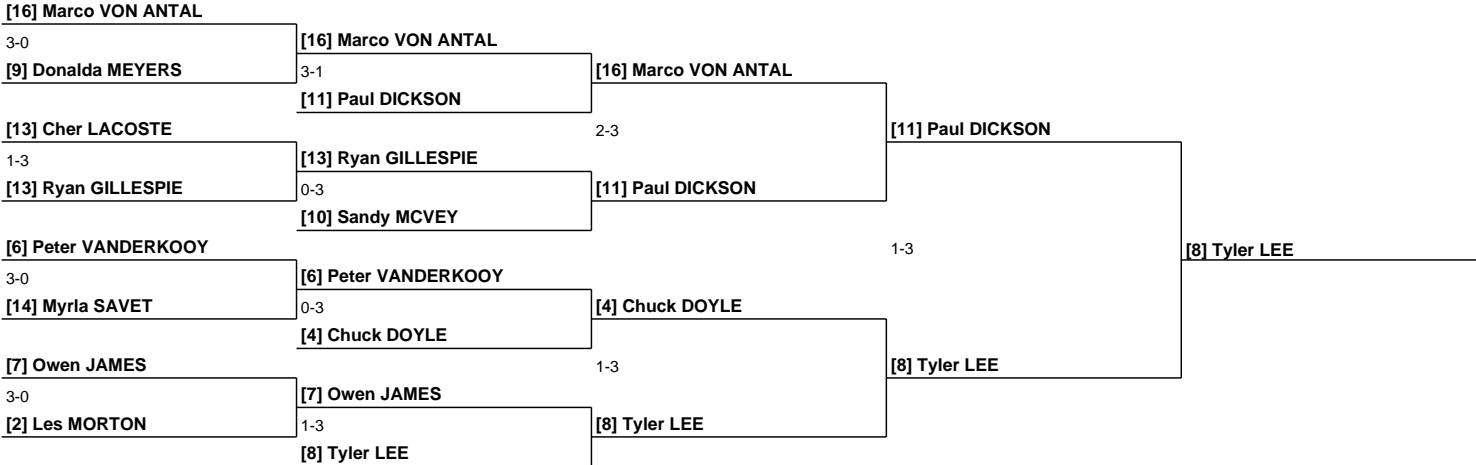 [16] Marco VON ANTAL
3-0
[9] Donalda MEYERS
[13] Cher LACOSTE
1-3
[13] Ryan GILLESPIE
[6] Peter VANDERKOOY
3-0
[14] Myrla SAVET
[7] Owen JAMES
3-0
[2] Les MORTON
[16] Marco VON ANTAL
3-1
[11] Paul DICKSON
[13] Ryan GILLESPIE
0-3
[10] Sandy MCVEY
[6] Peter VANDERKOOY
0-3
[4] Chuck DOYLE
[7] Owen JAMES
1-3
[8] Tyler LEE
[16] Marco VON ANTAL
2-3
[11] Paul DICKSON
[4] Chuck DOYLE
1-3
[8] Tyler LEE
[11] Paul DICKSON
1-3
[8] Tyler LEE
[8] Tyler LEE